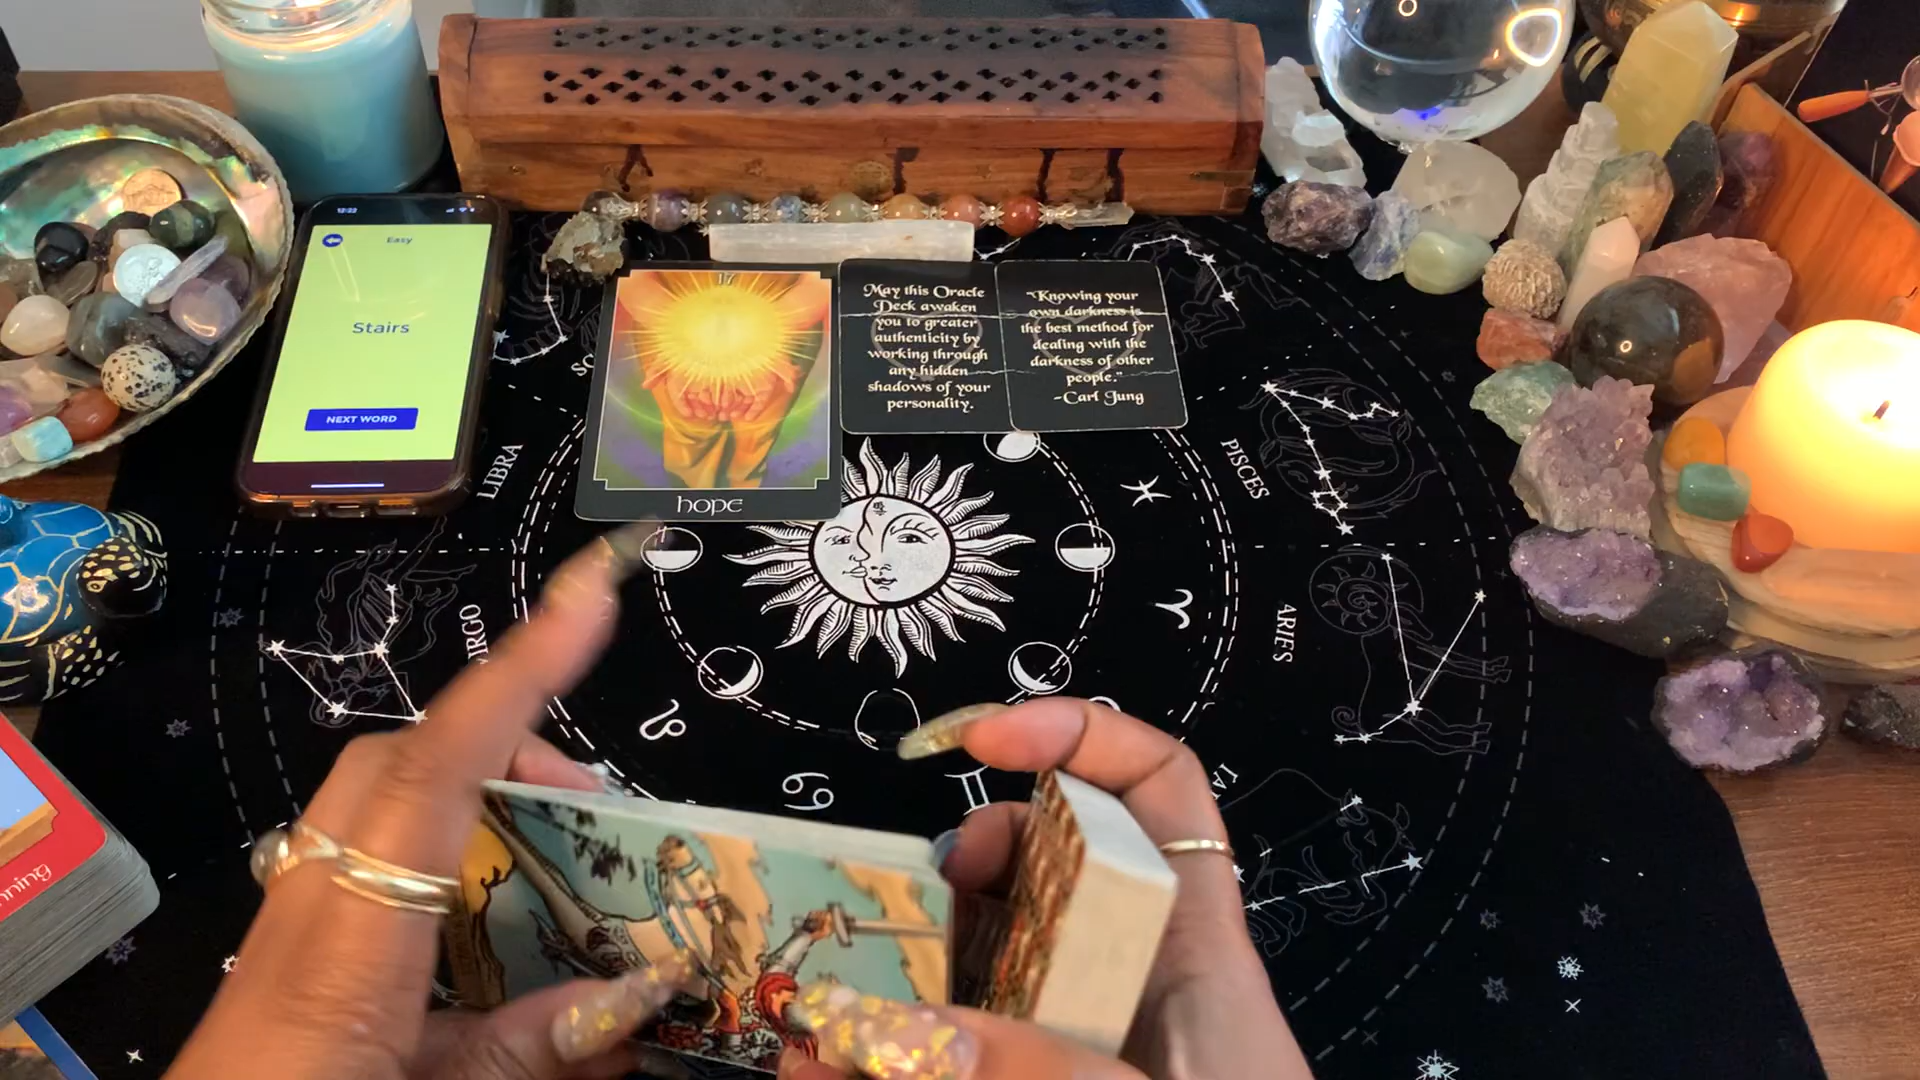 12:22
Easy
Stairs
NEXT WORD
17
hope
May this Oracle
Deck awaken
you to greater
authenticity by
working through
any hidden
shadows of your
personality.
"Knowing your
own darkness is
the best method for
dealing with the
darkness of other
people."
-Carl Jung
LIBRA
PISCES
ARIES